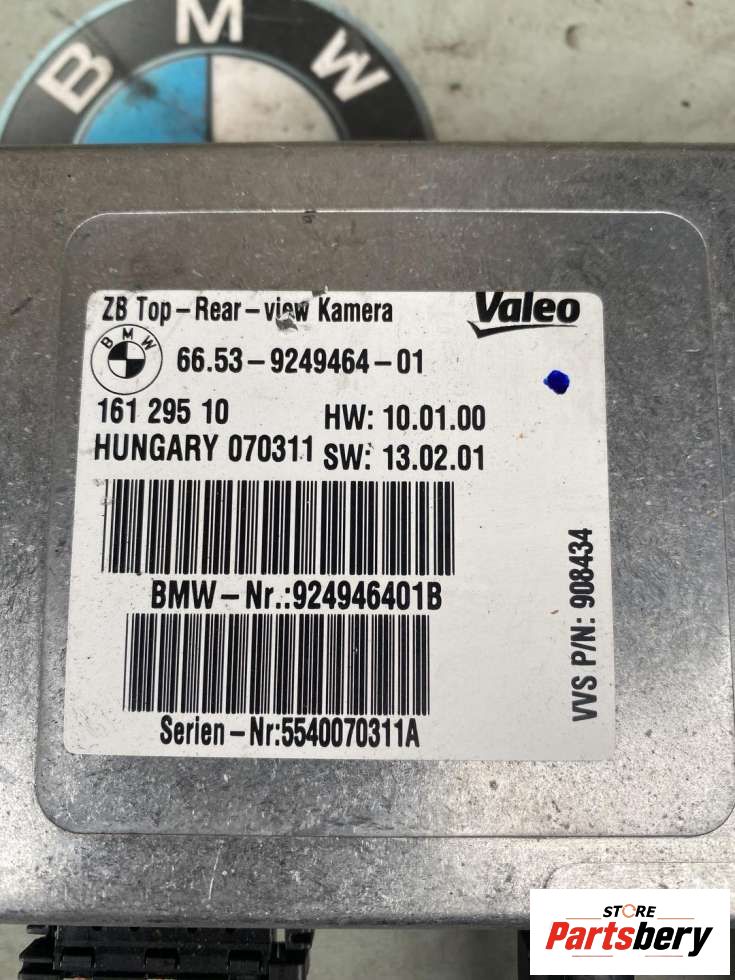 BMW
ZB Top-Rear-view Kamera
Valeo
BMW
66.53-9249464-01
161 295 10
HW: 10.01.00
HUNGARY 070311
SW: 13.02.01
BMW-Nr.:924946401B
Serien-Nr:5540070311A
VVS P/N: 908434
STORE
Partsbery